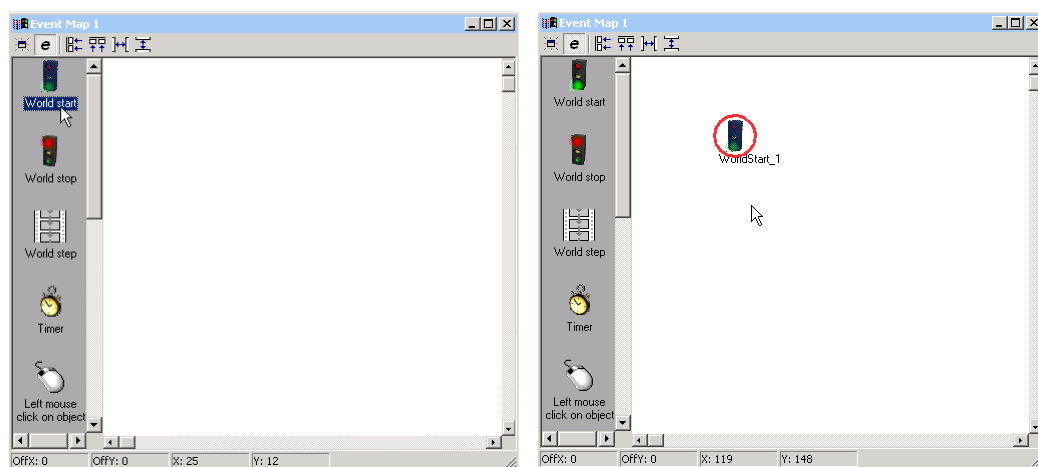 Event Map 1
e
World start
World stop
World step
Timer
Left mouse
click on object
OffX: 0 OffY: 0 X: 25 Y: 12
Event Map 1
e
World start
WorldStart_1
World stop
World step
Timer
Left mouse
click on object
OffX: 0 OffY: 0 X: 119 Y: 148